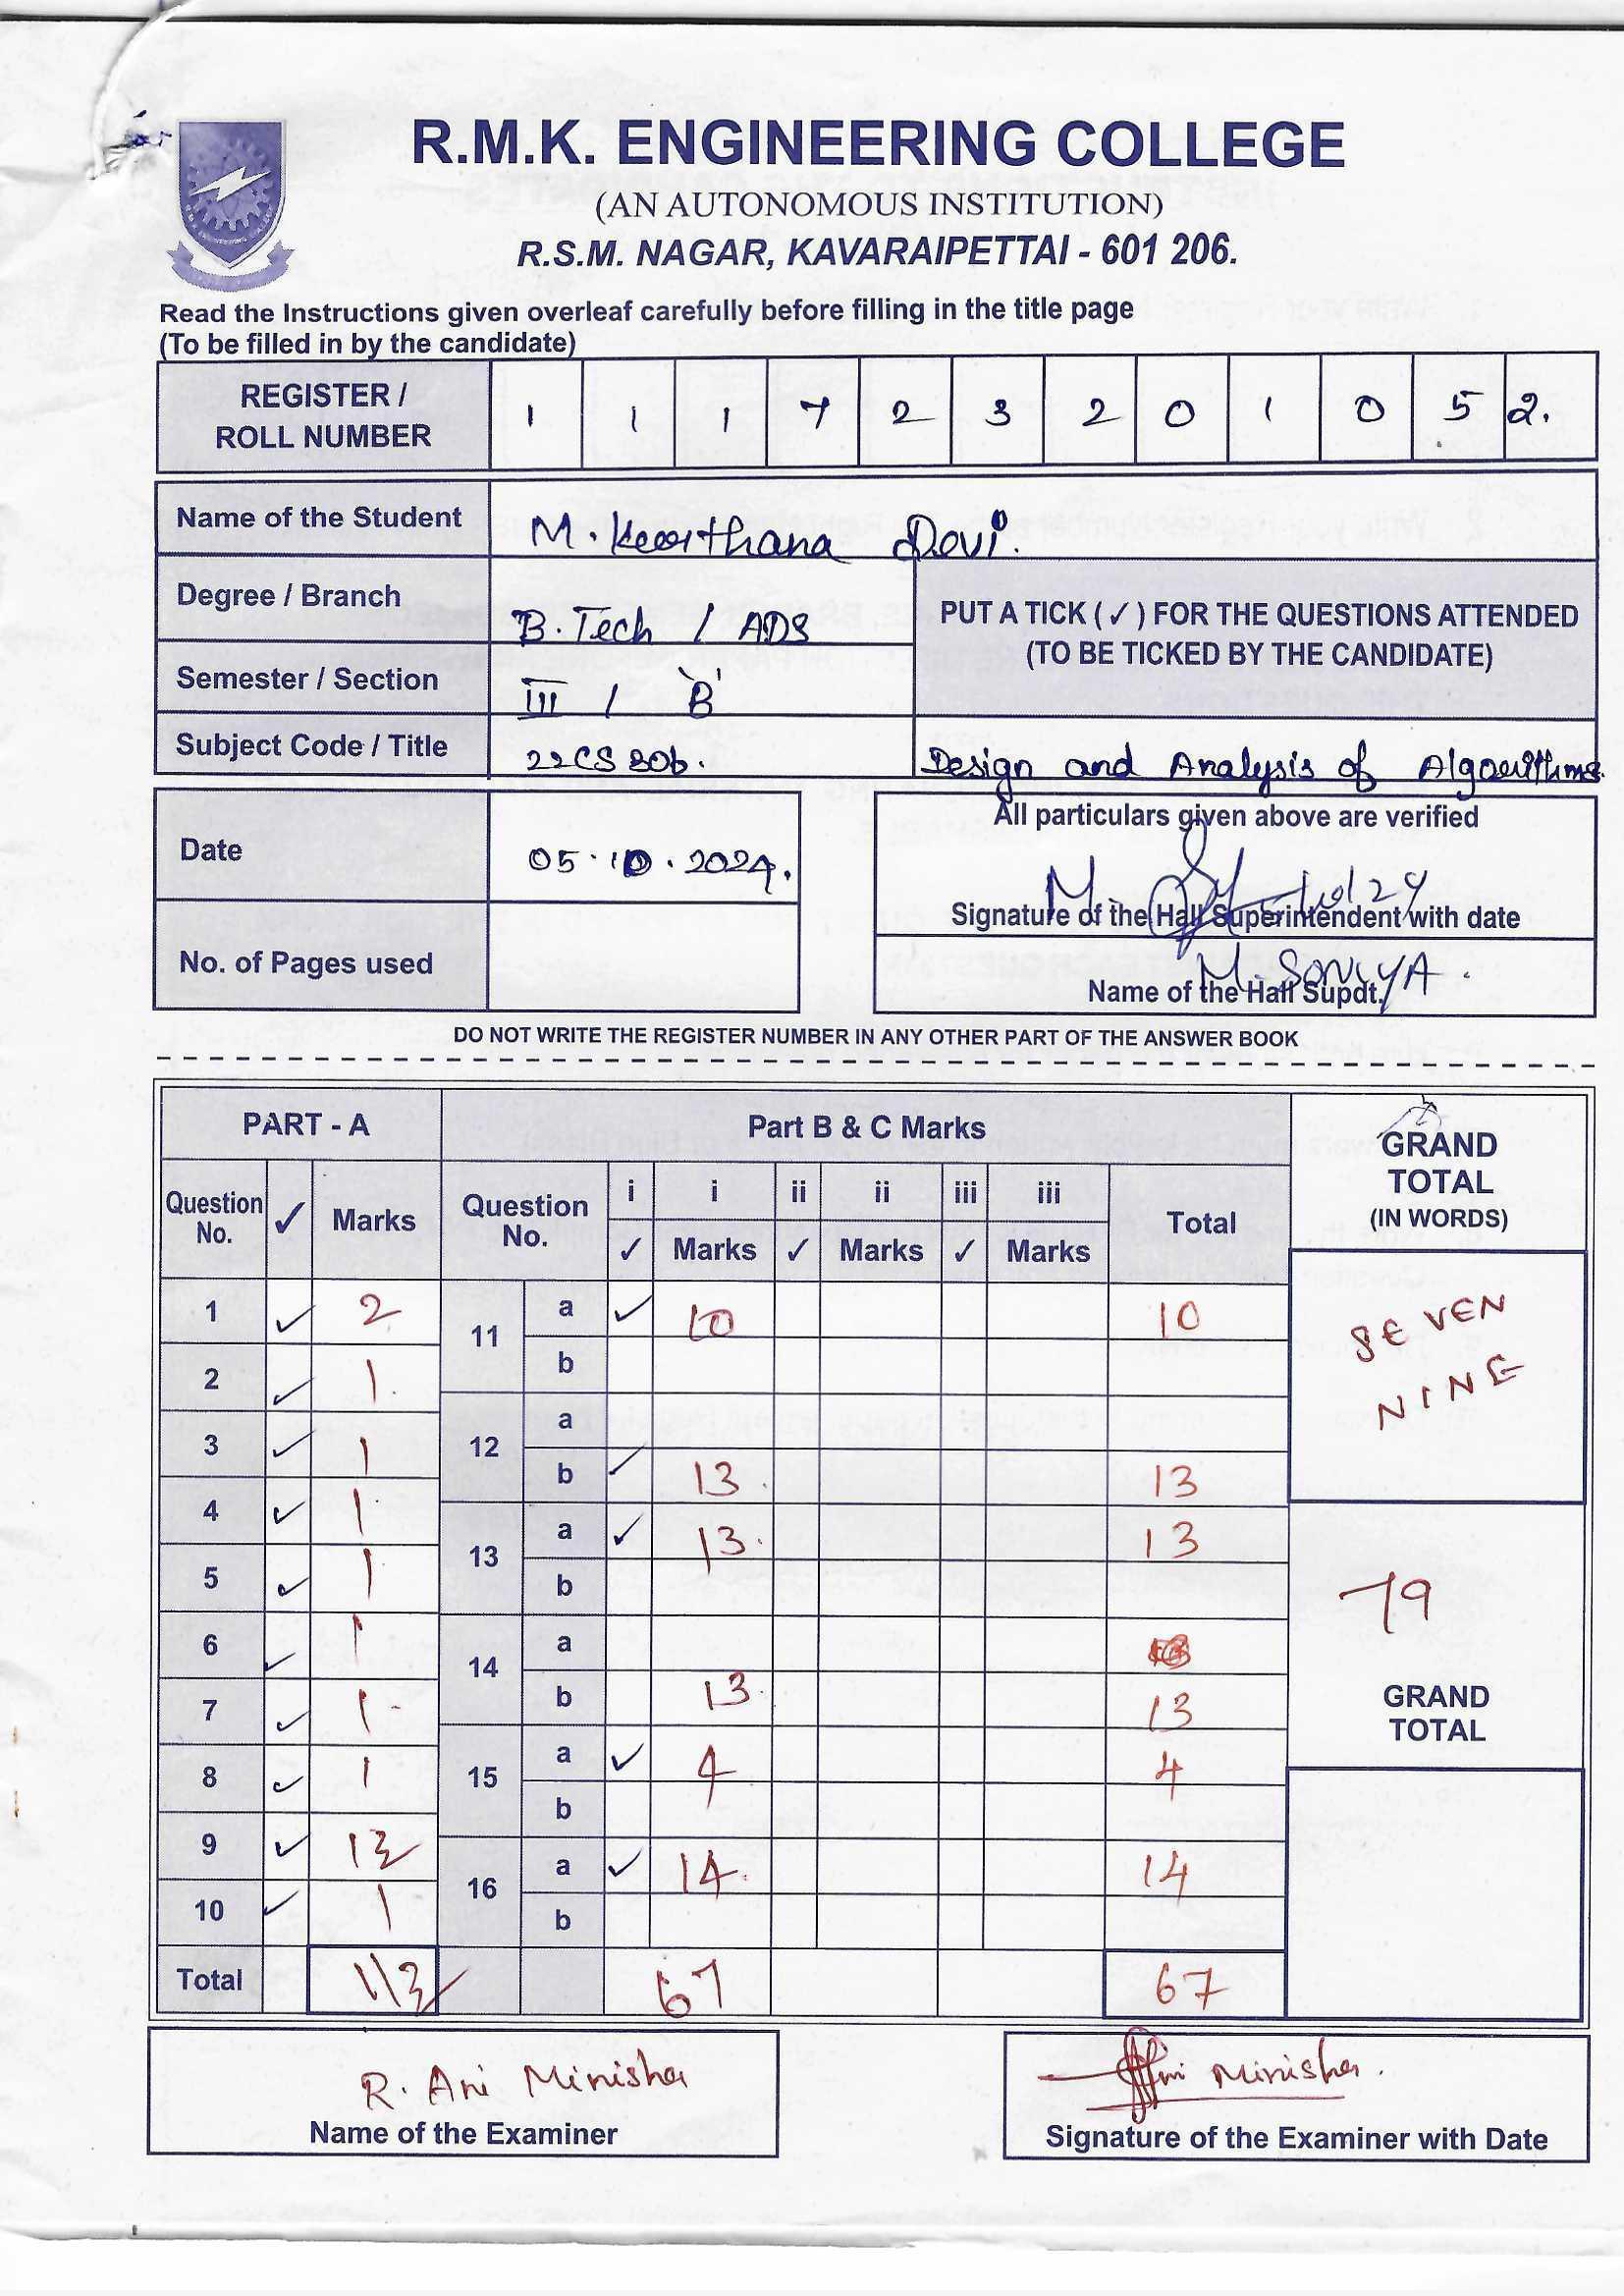 R.M.K. ENGINEERING COLLEGE
(AN AUTONOMOUS INSTITUTION)
R.S.M. NAGAR, KAVARAIPETTAI - 601 206.
Read the Instructions given overleaf carefully before filling in the title page
(To be filled in by the candidate)
REGISTER / ROLL NUMBER 1 1 1 7 2 3 2 0 1 0 5 2.
Name of the Student M. Keerthana Devi.
Degree / Branch B.Tech / ADS
PUT A TICK ( ✓ ) FOR THE QUESTIONS ATTENDED
(TO BE TICKED BY THE CANDIDATE)
Semester / Section III / 'B'
Subject Code / Title 22CS306. Design and Analysis of Algorithms.
All particulars given above are verified
Date 05.10.2024.
Signature of the Hall Superintendent with date
No. of Pages used
M. SONIYA.
Name of the Hall Supdt.
DO NOT WRITE THE REGISTER NUMBER IN ANY OTHER PART OF THE ANSWER BOOK
PART - A Part B & C Marks GRAND TOTAL (IN WORDS)
Question No. ✓ Marks Question No. i i ii ii iii iii Total
✓ Marks ✓ Marks ✓ Marks
1 ✓ 2 11 a ✓ 10 10
b
2 ✓ 1.
SEVEN NINE
3 ✓ 1 12 a
b ✓ 13. 13
4 ✓ 1.
13 a ✓ 13. 13
5 ✓ 1 b
79
6 ✓ 1 14 a
b 13. 13
7 ✓ 1-
GRAND TOTAL
8 ✓ 1 15 a ✓ 4 4
b
9 ✓
16 a ✓ 14. 14
10 ✓ 1 b
Total 67 67
R. Ani Minisha
Name of the Examiner
Ani Minisha.
Signature of the Examiner with Date